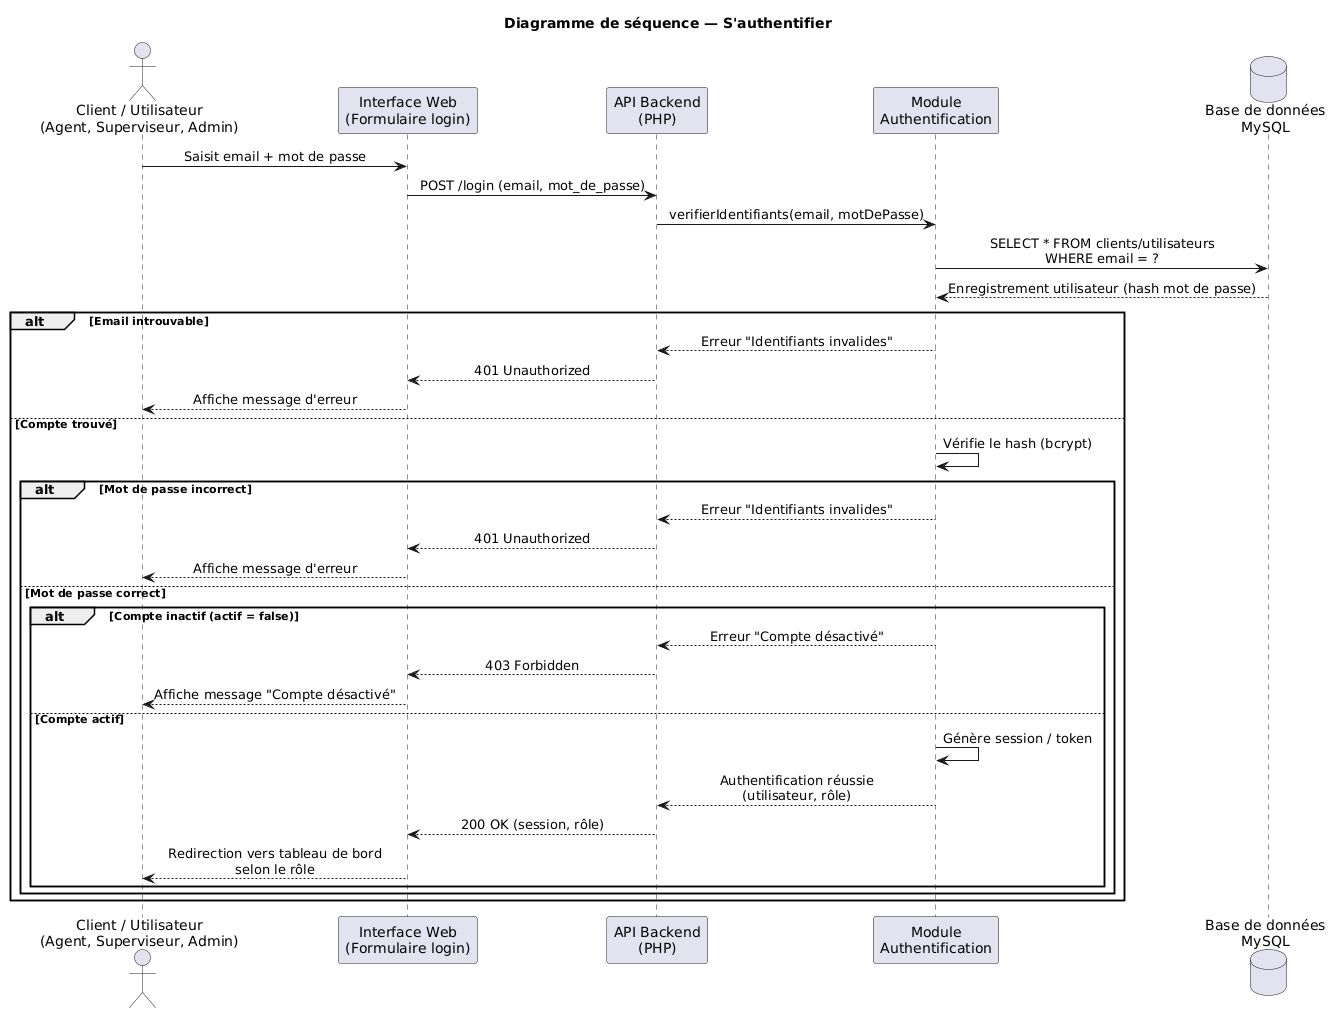 Diagramme de séquence — S'authentifier
Client / Utilisateur
(Agent, Superviseur, Admin)
Interface Web
(Formulaire login)
API Backend
(PHP)
Module
Authentification
Base de données
MySQL
Saisit email + mot de passe
POST /login (email, mot_de_passe)
verifierIdentifiants(email, motDePasse)
SELECT * FROM clients/utilisateurs
WHERE email = ?
Enregistrement utilisateur (hash mot de passe)
alt [Email introuvable]
Erreur "Identifiants invalides"
401 Unauthorized
Affiche message d'erreur
[Compte trouvé]
Vérifie le hash (bcrypt)
alt [Mot de passe incorrect]
Erreur "Identifiants invalides"
401 Unauthorized
Affiche message d'erreur
[Mot de passe correct]
alt [Compte inactif (actif = false)]
Erreur "Compte désactivé"
403 Forbidden
Affiche message "Compte désactivé"
[Compte actif]
Génère session / token
Authentification réussie
(utilisateur, rôle)
200 OK (session, rôle)
Redirection vers tableau de bord
selon le rôle
Client / Utilisateur
(Agent, Superviseur, Admin)
Interface Web
(Formulaire login)
API Backend
(PHP)
Module
Authentification
Base de données
MySQL